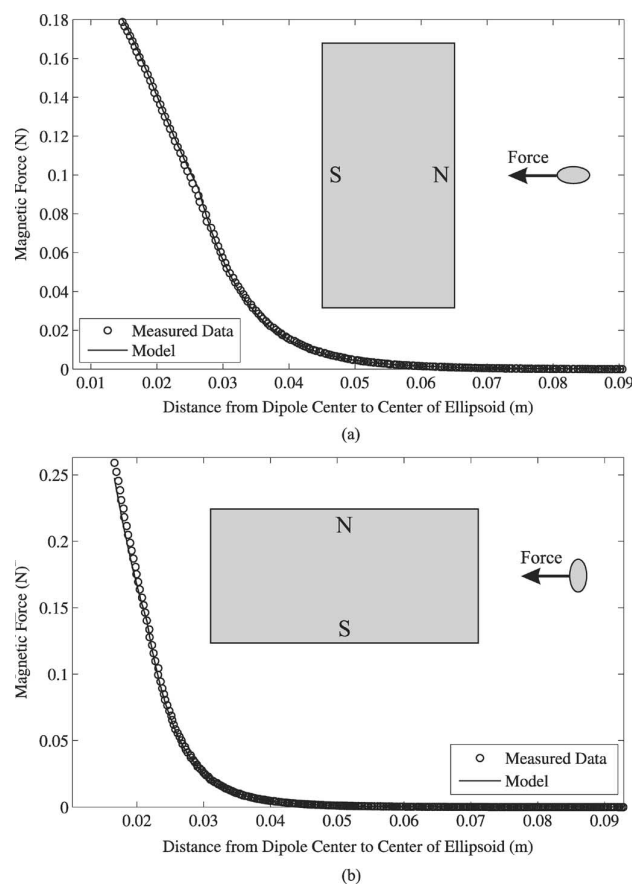 0.18
0.16
0.14
0.12
0.1
0.08
0.06
0.04
0.02
0
Magnetic Force (N)
S
N
Force
Measured Data
Model
0.01 0.02 0.03 0.04 0.05 0.06 0.07 0.08 0.09
Distance from Dipole Center to Center of Ellipsoid (m)
(a)
0.25
0.2
0.15
0.1
0.05
0
Magnetic Force (N)
N
S
Force
Measured Data
Model
0.02 0.03 0.04 0.05 0.06 0.07 0.08 0.09
Distance from Dipole Center to Center of Ellipsoid (m)
(b)